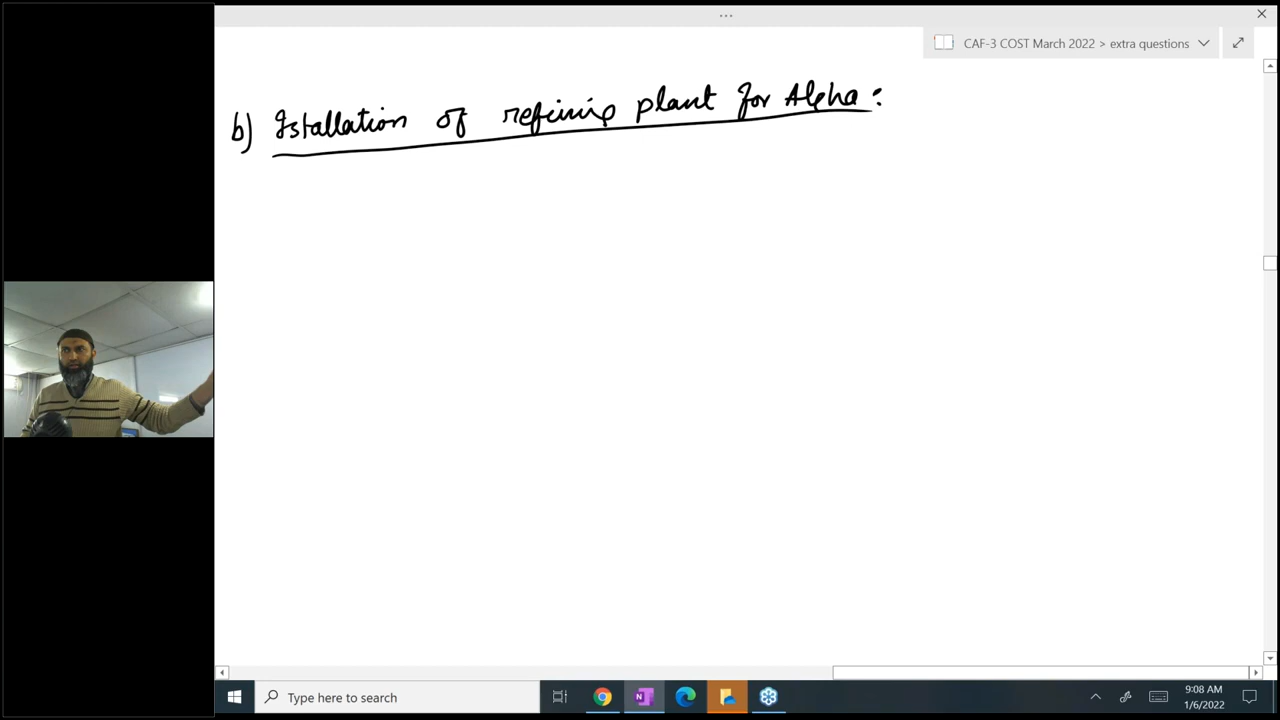 CAF-3 COST March 2022 > extra questions
b) Istallation of refining plant for Alpha :
Type here to search
9:08 AM
1/6/2022